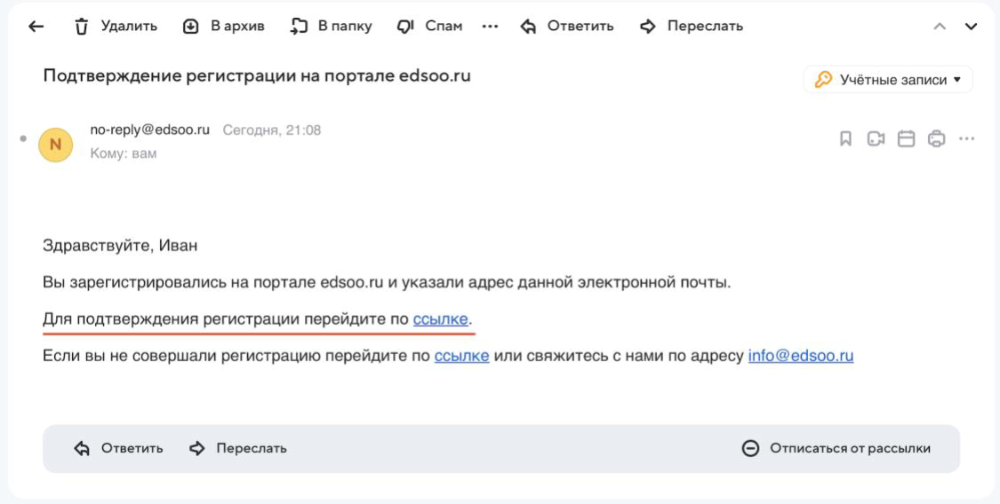 Удалить В архив В папку Спам ... Ответить Переслать
Подтверждение регистрации на портале edsoo.ru
Учётные записи
no-reply@edsoo.ru Сегодня, 21:08
N
Кому: вам
Здравствуйте, Иван
Вы зарегистрировались на портале edsoo.ru и указали адрес данной электронной почты.
Для подтверждения регистрации перейдите по ссылке.
Если вы не совершали регистрацию перейдите по ссылке или свяжитесь с нами по адресу info@edsoo.ru
Ответить Переслать Отписаться от рассылки